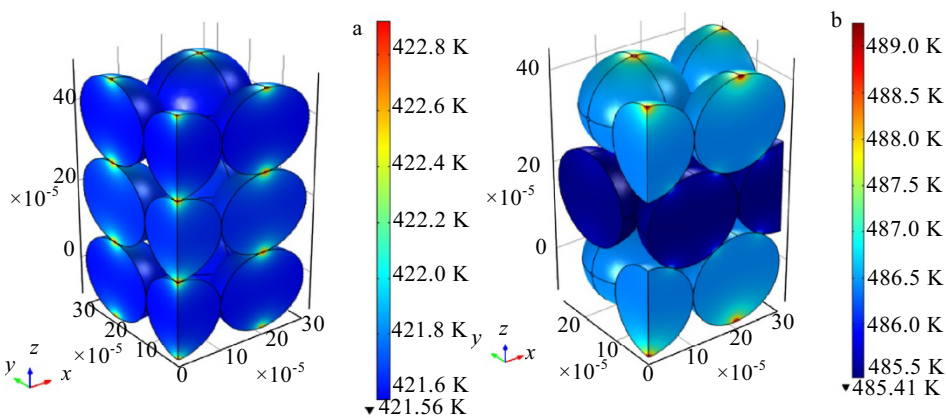 a
422.8 K
422.6 K
422.4 K
422.2 K
422.0 K
421.8 K
421.6 K
▼ 421.56 K
40
20
×10⁻⁵
0
30
20
×10⁻⁵
10
0
10
×10⁻⁵
20
30
y z x
b
489.0 K
488.5 K
488.0 K
487.5 K
487.0 K
486.5 K
486.0 K
485.5 K
▼ 485.41 K
40
20
×10⁻⁵
0
20
×10⁻⁵
10
0
10
×10⁻⁵
20
30
y z x